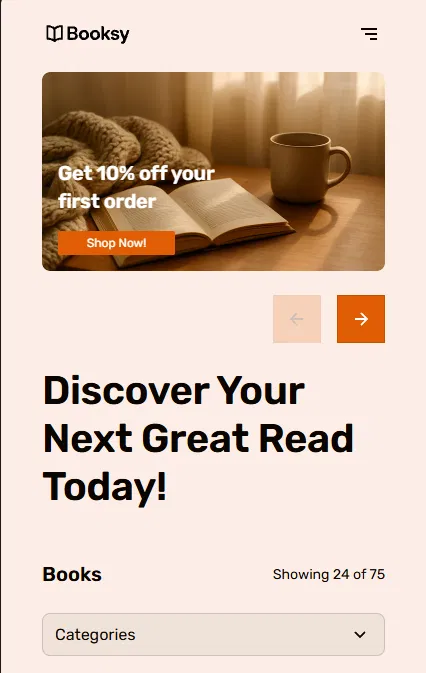 Booksy
Get 10% off your
first order
Shop Now!
Discover Your
Next Great Read
Today!
Books
Showing 24 of 75
Categories